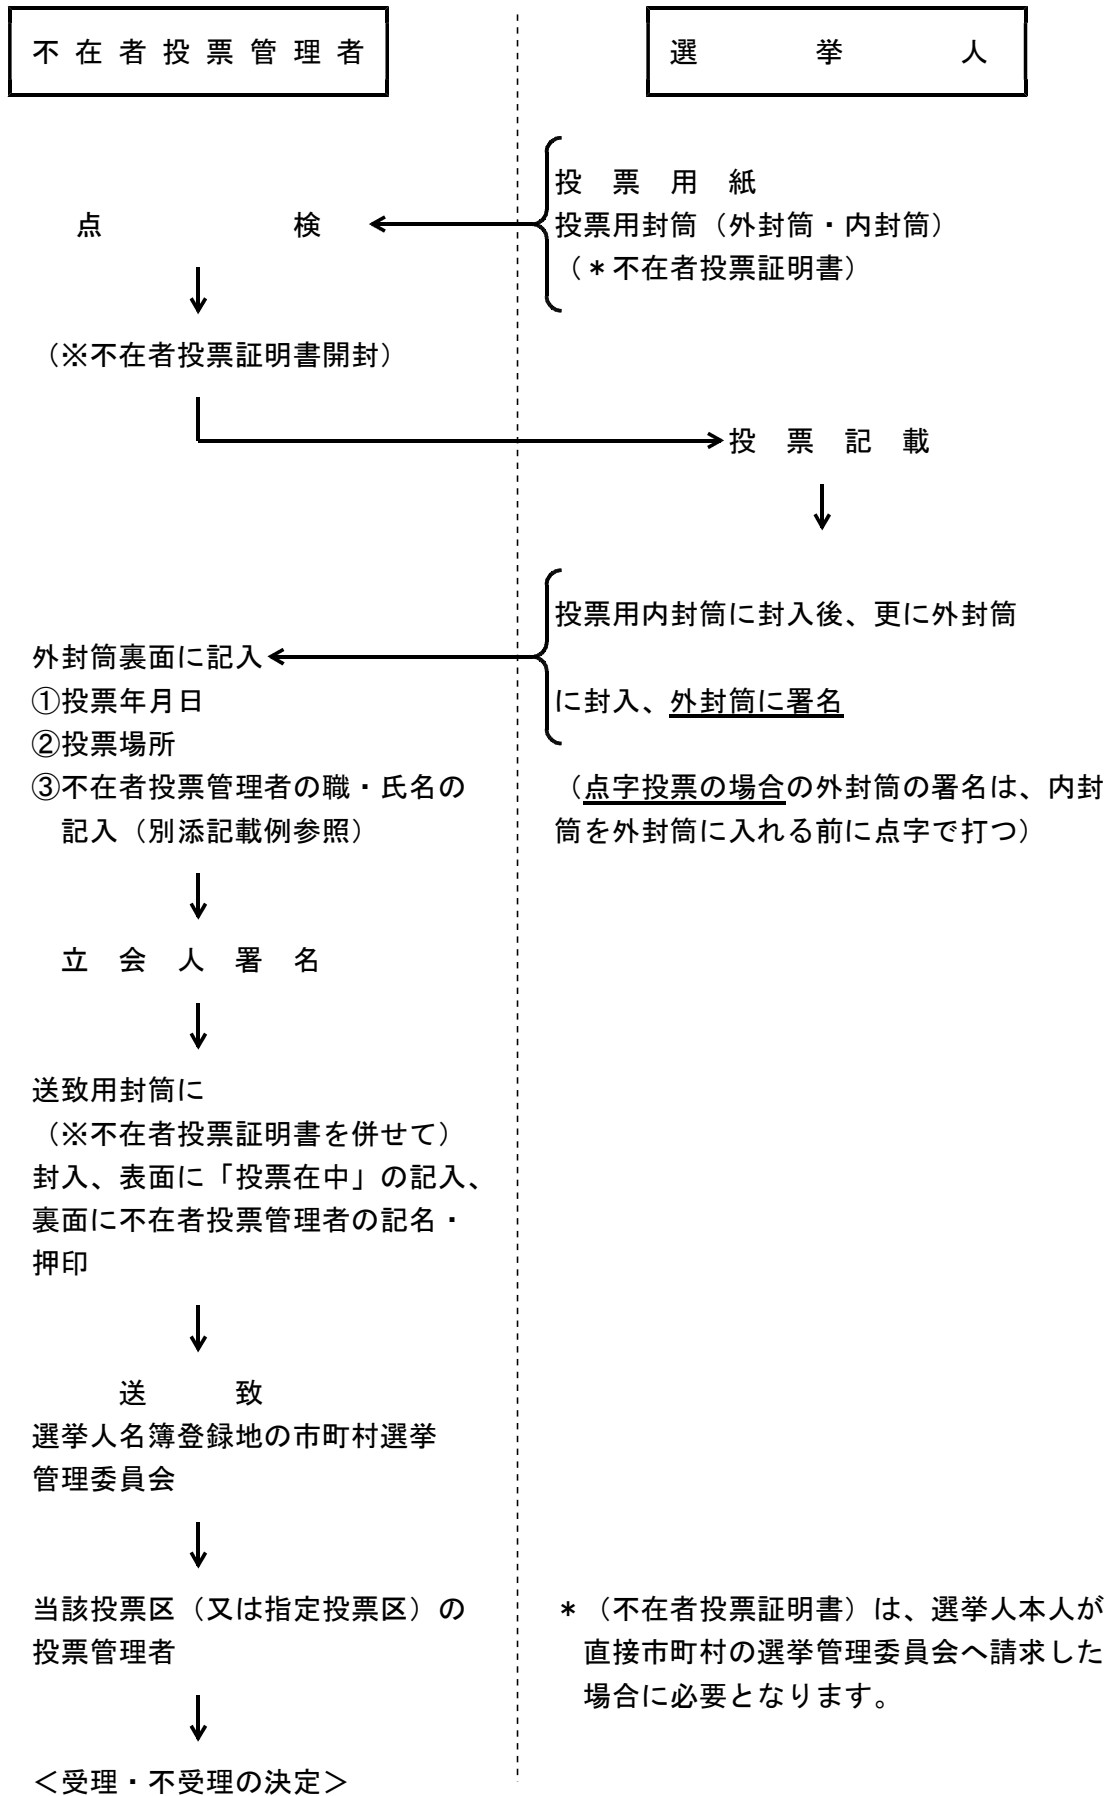 不在者投票管理者
選挙人
投票用紙
点検
投票用封筒（外封筒・内封筒）
（＊不在者投票証明書）
（※不在者投票証明書開封）
投票記載
投票用内封筒に封入後、更に外封筒
に封入、外封筒に署名
（点字投票の場合の外封筒の署名は、内封
筒を外封筒に入れる前に点字で打つ）
外封筒裏面に記入
①投票年月日
②投票場所
③不在者投票管理者の職・氏名の
記入（別添記載例参照）
立会人署名
送致用封筒に
（※不在者投票証明書を併せて）
封入、表面に「投票在中」の記入、
裏面に不在者投票管理者の記名・
押印
送致
選挙人名簿登録地の市町村選挙
管理委員会
当該投票区（又は指定投票区）の
投票管理者
＜受理・不受理の決定＞
＊（不在者投票証明書）は、選挙人本人が
直接市町村の選挙管理委員会へ請求した
場合に必要となります。